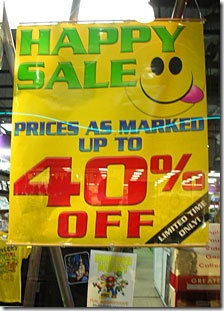 HAPPY
SALE
PRICES AS MARKED
UP TO
40%
OFF
LIMITED TIME
ONLY!